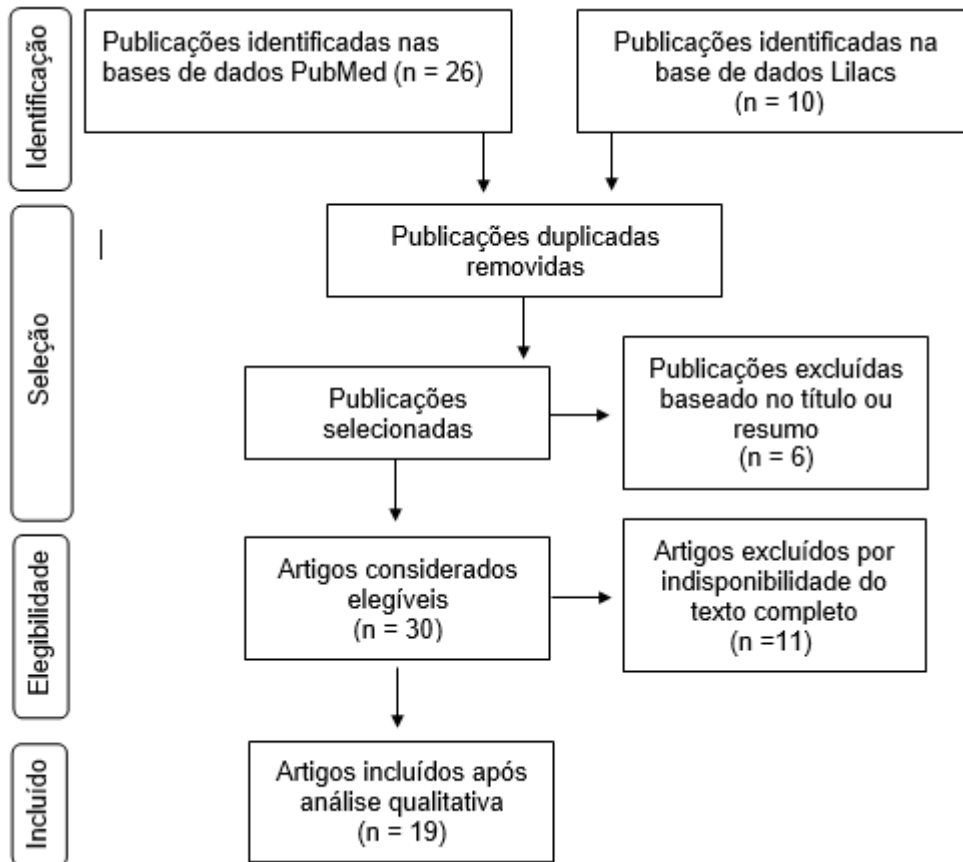 Identificação
Publicações identificadas nas
bases de dados PubMed (n = 26)
Publicações identificadas na
base de dados Lilacs
(n = 10)
Seleção
Publicações duplicadas
removidas
Publicações
selecionadas
Publicações excluídas
baseado no título ou
resumo
(n = 6)
Elegibilidade
Artigos considerados
elegíveis
(n = 30)
Artigos excluídos por
indisponibilidade do
texto completo
(n =11)
Incluído
Artigos incluídos após
análise qualitativa
(n = 19)